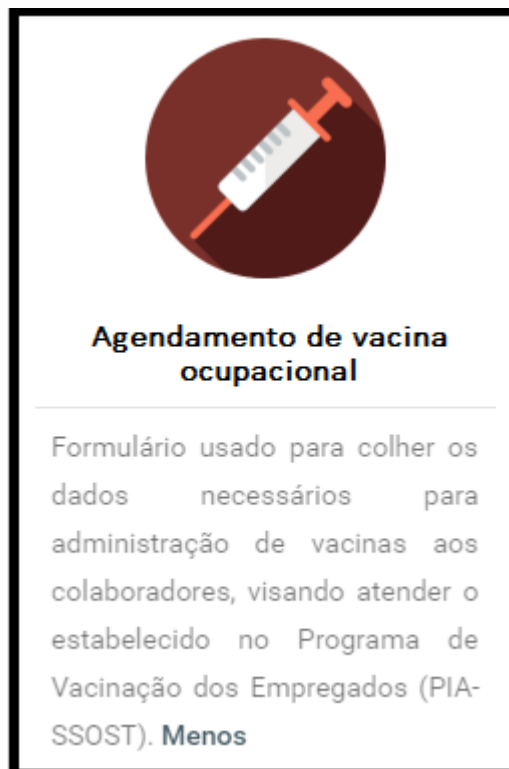 Agendamento de vacina
ocupacional
Formulário usado para colher os
dados necessários para
administração de vacinas aos
colaboradores, visando atender o
estabelecido no Programa de
Vacinação dos Empregados (PIA-
SSOST). Menos